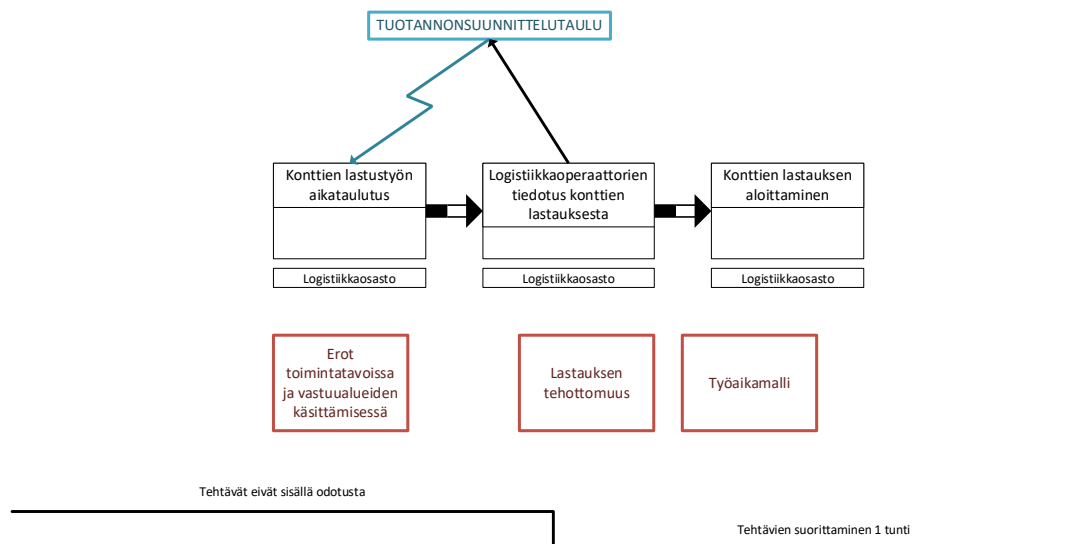 TUOTANNONSUUNNITTELUTAULU
Konttien lastustyön
aikataulutus
Logistiikkaoperaattorien
tiedotus konttien
lastauksesta
Konttien lastauksen
aloittaminen
Logistiikkaosasto
Logistiikkaosasto
Logistiikkaosasto
Erot
toimintatavoissa
ja vastuualueiden
käsittämisessä
Lastauksen
tehottomuus
Työaikamalli
Tehtävät eivät sisällä odotusta
Tehtävien suorittaminen 1 tunti